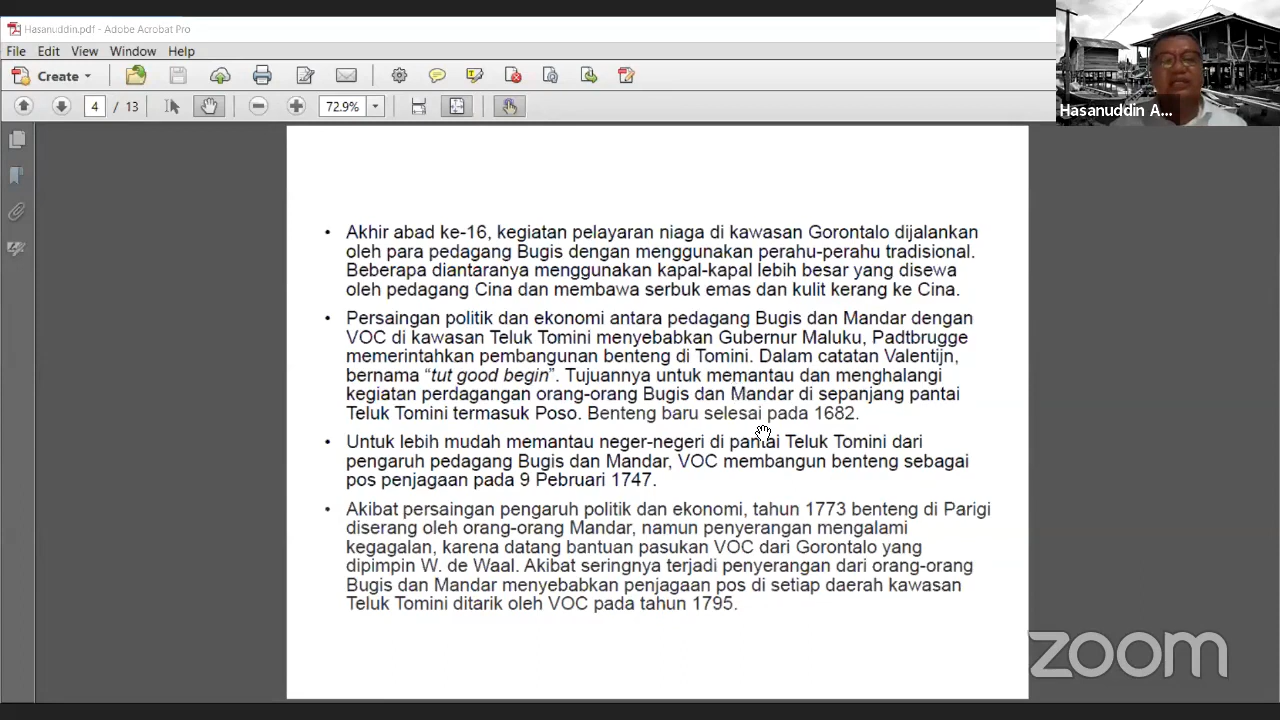 Hasanuddin.pdf - Adobe Acrobat Pro
File Edit View Window Help
Create
4 / 13 72.9%
Hasanuddin A...
• Akhir abad ke-16, kegiatan pelayaran niaga di kawasan Gorontalo dijalankan
oleh para pedagang Bugis dengan menggunakan perahu-perahu tradisional.
Beberapa diantaranya menggunakan kapal-kapal lebih besar yang disewa
oleh pedagang Cina dan membawa serbuk emas dan kulit kerang ke Cina.
• Persaingan politik dan ekonomi antara pedagang Bugis dan Mandar dengan
VOC di kawasan Teluk Tomini menyebabkan Gubernur Maluku, Padtbrugge
memerintahkan pembangunan benteng di Tomini. Dalam catatan Valentijn,
bernama “tut good begin”. Tujuannya untuk memantau dan menghalangi
kegiatan perdagangan orang-orang Bugis dan Mandar di sepanjang pantai
Teluk Tomini termasuk Poso. Benteng baru selesai pada 1682.
• Untuk lebih mudah memantau neger-negeri di pantai Teluk Tomini dari
pengaruh pedagang Bugis dan Mandar, VOC membangun benteng sebagai
pos penjagaan pada 9 Pebruari 1747.
• Akibat persaingan pengaruh politik dan ekonomi, tahun 1773 benteng di Parigi
diserang oleh orang-orang Mandar, namun penyerangan mengalami
kegagalan, karena datang bantuan pasukan VOC dari Gorontalo yang
dipimpin W. de Waal. Akibat seringnya terjadi penyerangan dari orang-orang
Bugis dan Mandar menyebabkan penjagaan pos di setiap daerah kawasan
Teluk Tomini ditarik oleh VOC pada tahun 1795.
zoom